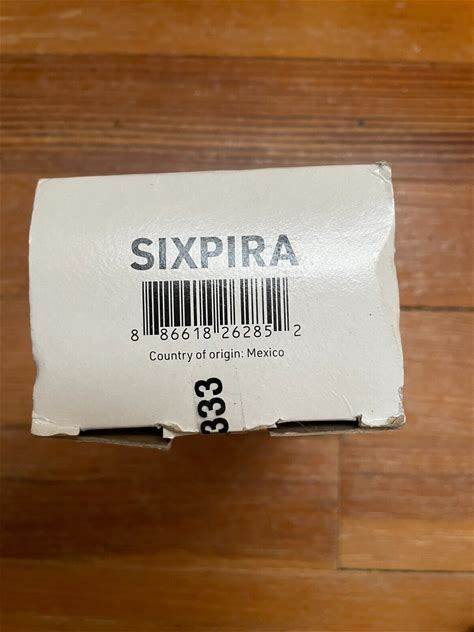 SIXPIRA
8 86618 26285 2
Country of origin: Mexico
333